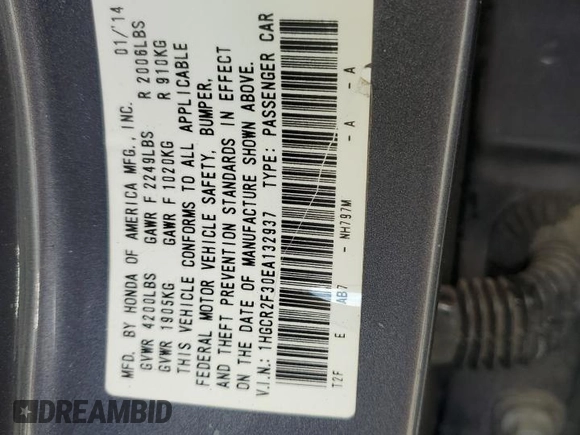 MFD. BY HONDA OF AMERICA MFG., INC. 01/'14
GVWR 4200LBS GAWR F 2249LBS R 2006LBS
GVWR 1905KG GAWR F 1020KG R 910KG
THIS VEHICLE CONFORMS TO ALL APPLICABLE
FEDERAL MOTOR VEHICLE SAFETY, BUMPER,
AND THEFT PREVENTION STANDARDS IN EFFECT
ON THE DATE OF MANUFACTURE SHOWN ABOVE.
V.I.N.: 1HGCR2F30EA132937 TYPE: PASSENGER CAR
T2F E AB7 - NH797M - A - A
DREAMBID